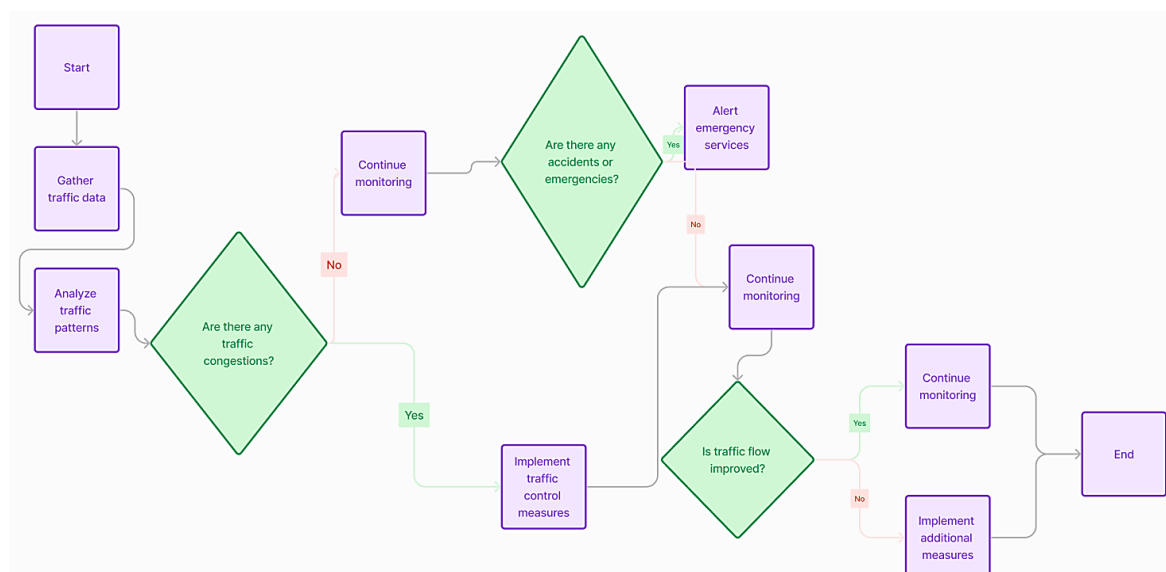 Start
Gather
traffic data
Analyze
traffic
patterns
Are there any
traffic
congestions?
No
Continue
monitoring
Are there any
accidents or
emergencies?
Yes
Alert
emergency
services
No
Continue
monitoring
Yes
Implement
traffic
control
measures
Is traffic flow
improved?
Yes
Continue
monitoring
No
Implement
additional
measures
End